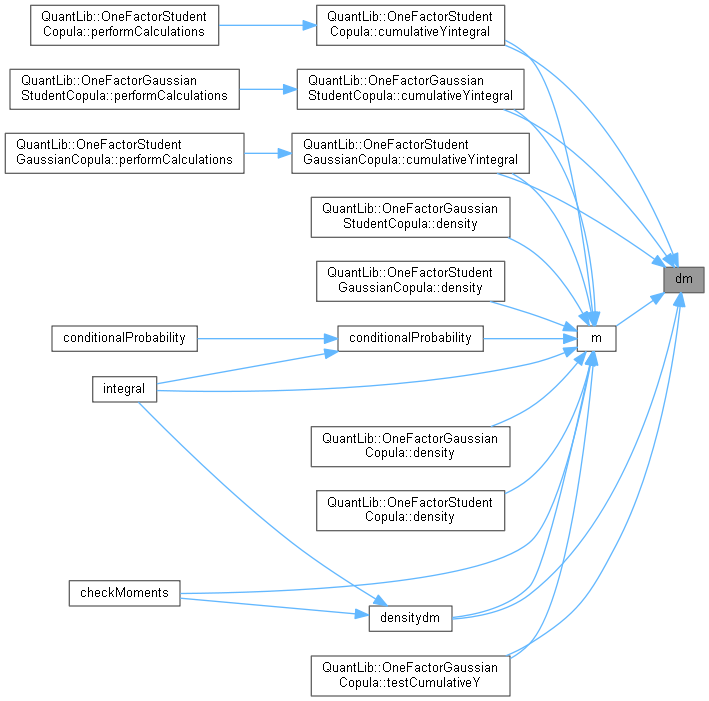 QuantLib::OneFactorStudent
Copula::performCalculations
QuantLib::OneFactorStudent
Copula::cumulativeYintegral
QuantLib::OneFactorGaussian
StudentCopula::performCalculations
QuantLib::OneFactorGaussian
StudentCopula::cumulativeYintegral
QuantLib::OneFactorStudent
GaussianCopula::performCalculations
QuantLib::OneFactorStudent
GaussianCopula::cumulativeYintegral
QuantLib::OneFactorGaussian
StudentCopula::density
QuantLib::OneFactorStudent
GaussianCopula::density
dm
conditionalProbability
conditionalProbability
m
integral
QuantLib::OneFactorGaussian
Copula::density
QuantLib::OneFactorStudent
Copula::density
checkMoments
densitydm
QuantLib::OneFactorGaussian
Copula::testCumulativeY